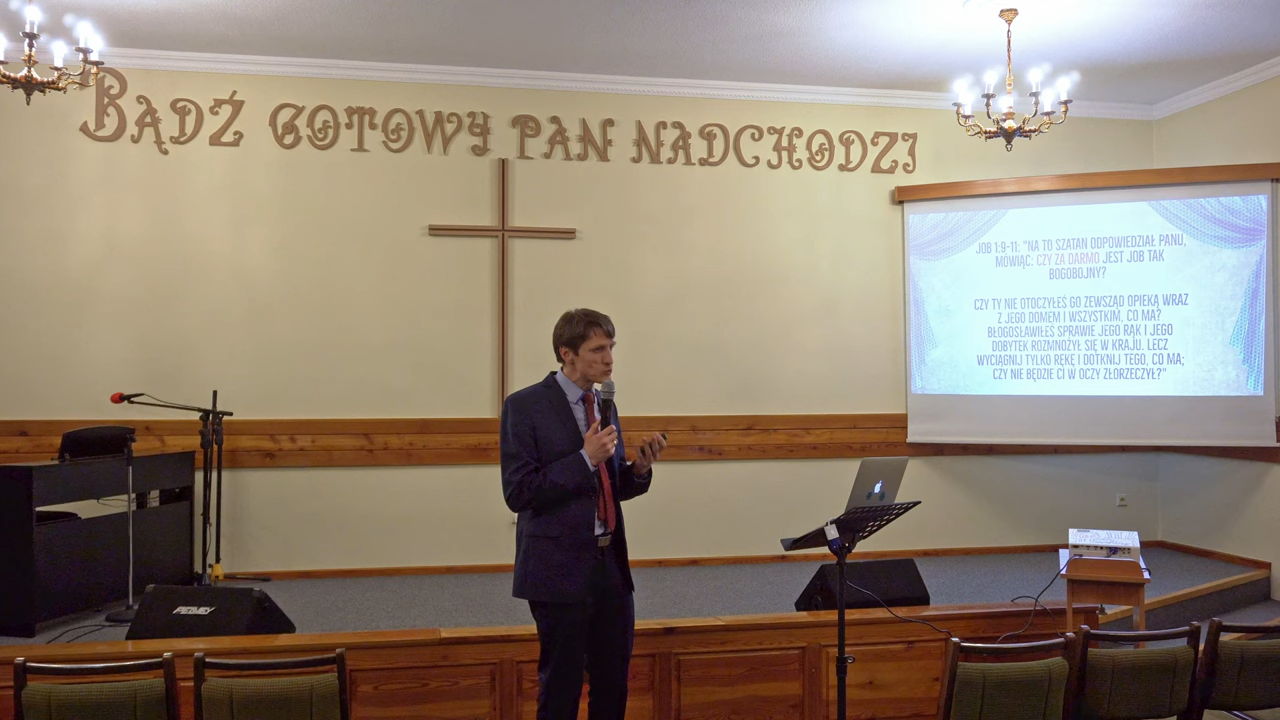 BĄDŹ GOTOWY PAN NADCHODZI
JOB 1:9-11: "NA TO SZATAN ODPOWIEDZIAŁ PANU,
MÓWIĄC: CZY ZA DARMO JEST JOB TAK
BOGOBOJNY?
CZY TY NIE OTOCZYŁEŚ GO ZEWSZĄD OPIEKĄ WRAZ
Z JEGO DOMEM I WSZYSTKIM, CO MA?
BŁOGOSŁAWIŁEŚ SPRAWIE JEGO RĄK I JEGO
DOBYTEK ROZMNOŻYŁ SIĘ W KRAJU. LECZ
WYCIĄGNIJ TYLKO RĘKĘ I DOTKNIJ TEGO, CO MA;
CZY NIE BĘDZIE CI W OCZY ZŁORZECZYŁ?"
PEAVEY